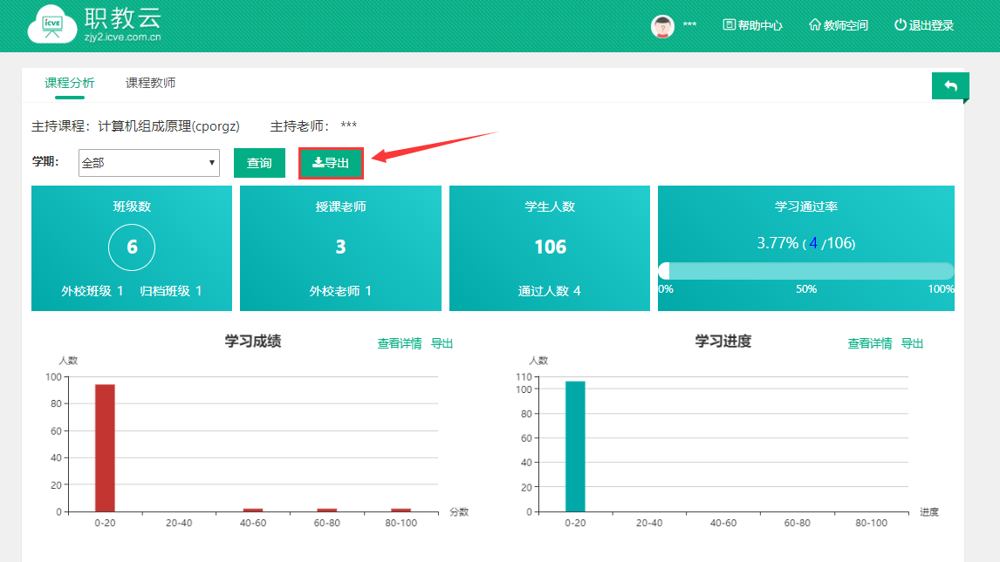 icve 职教云
zjy2.icve.com.cn
*** 帮助中心 教师空间 退出登录
课程分析 课程教师
主持课程：计算机组成原理(cporgz) 主持老师： ***
学期： 全部 查询 导出
班级数 授课老师 学生人数 学习通过率
6 3 106 3.77% ( 4 /106)
外校班级 1 归档班级 1 外校老师 1 通过人数 4 0% 50% 100%
学习成绩 查看详情 导出
人数
100
80
60
40
20
0
0-20 20-40 40-60 60-80 80-100
分数
学习进度 查看详情 导出
人数
110
100
80
60
40
20
0
0-20 20-40 40-60 60-80 80-100
进度